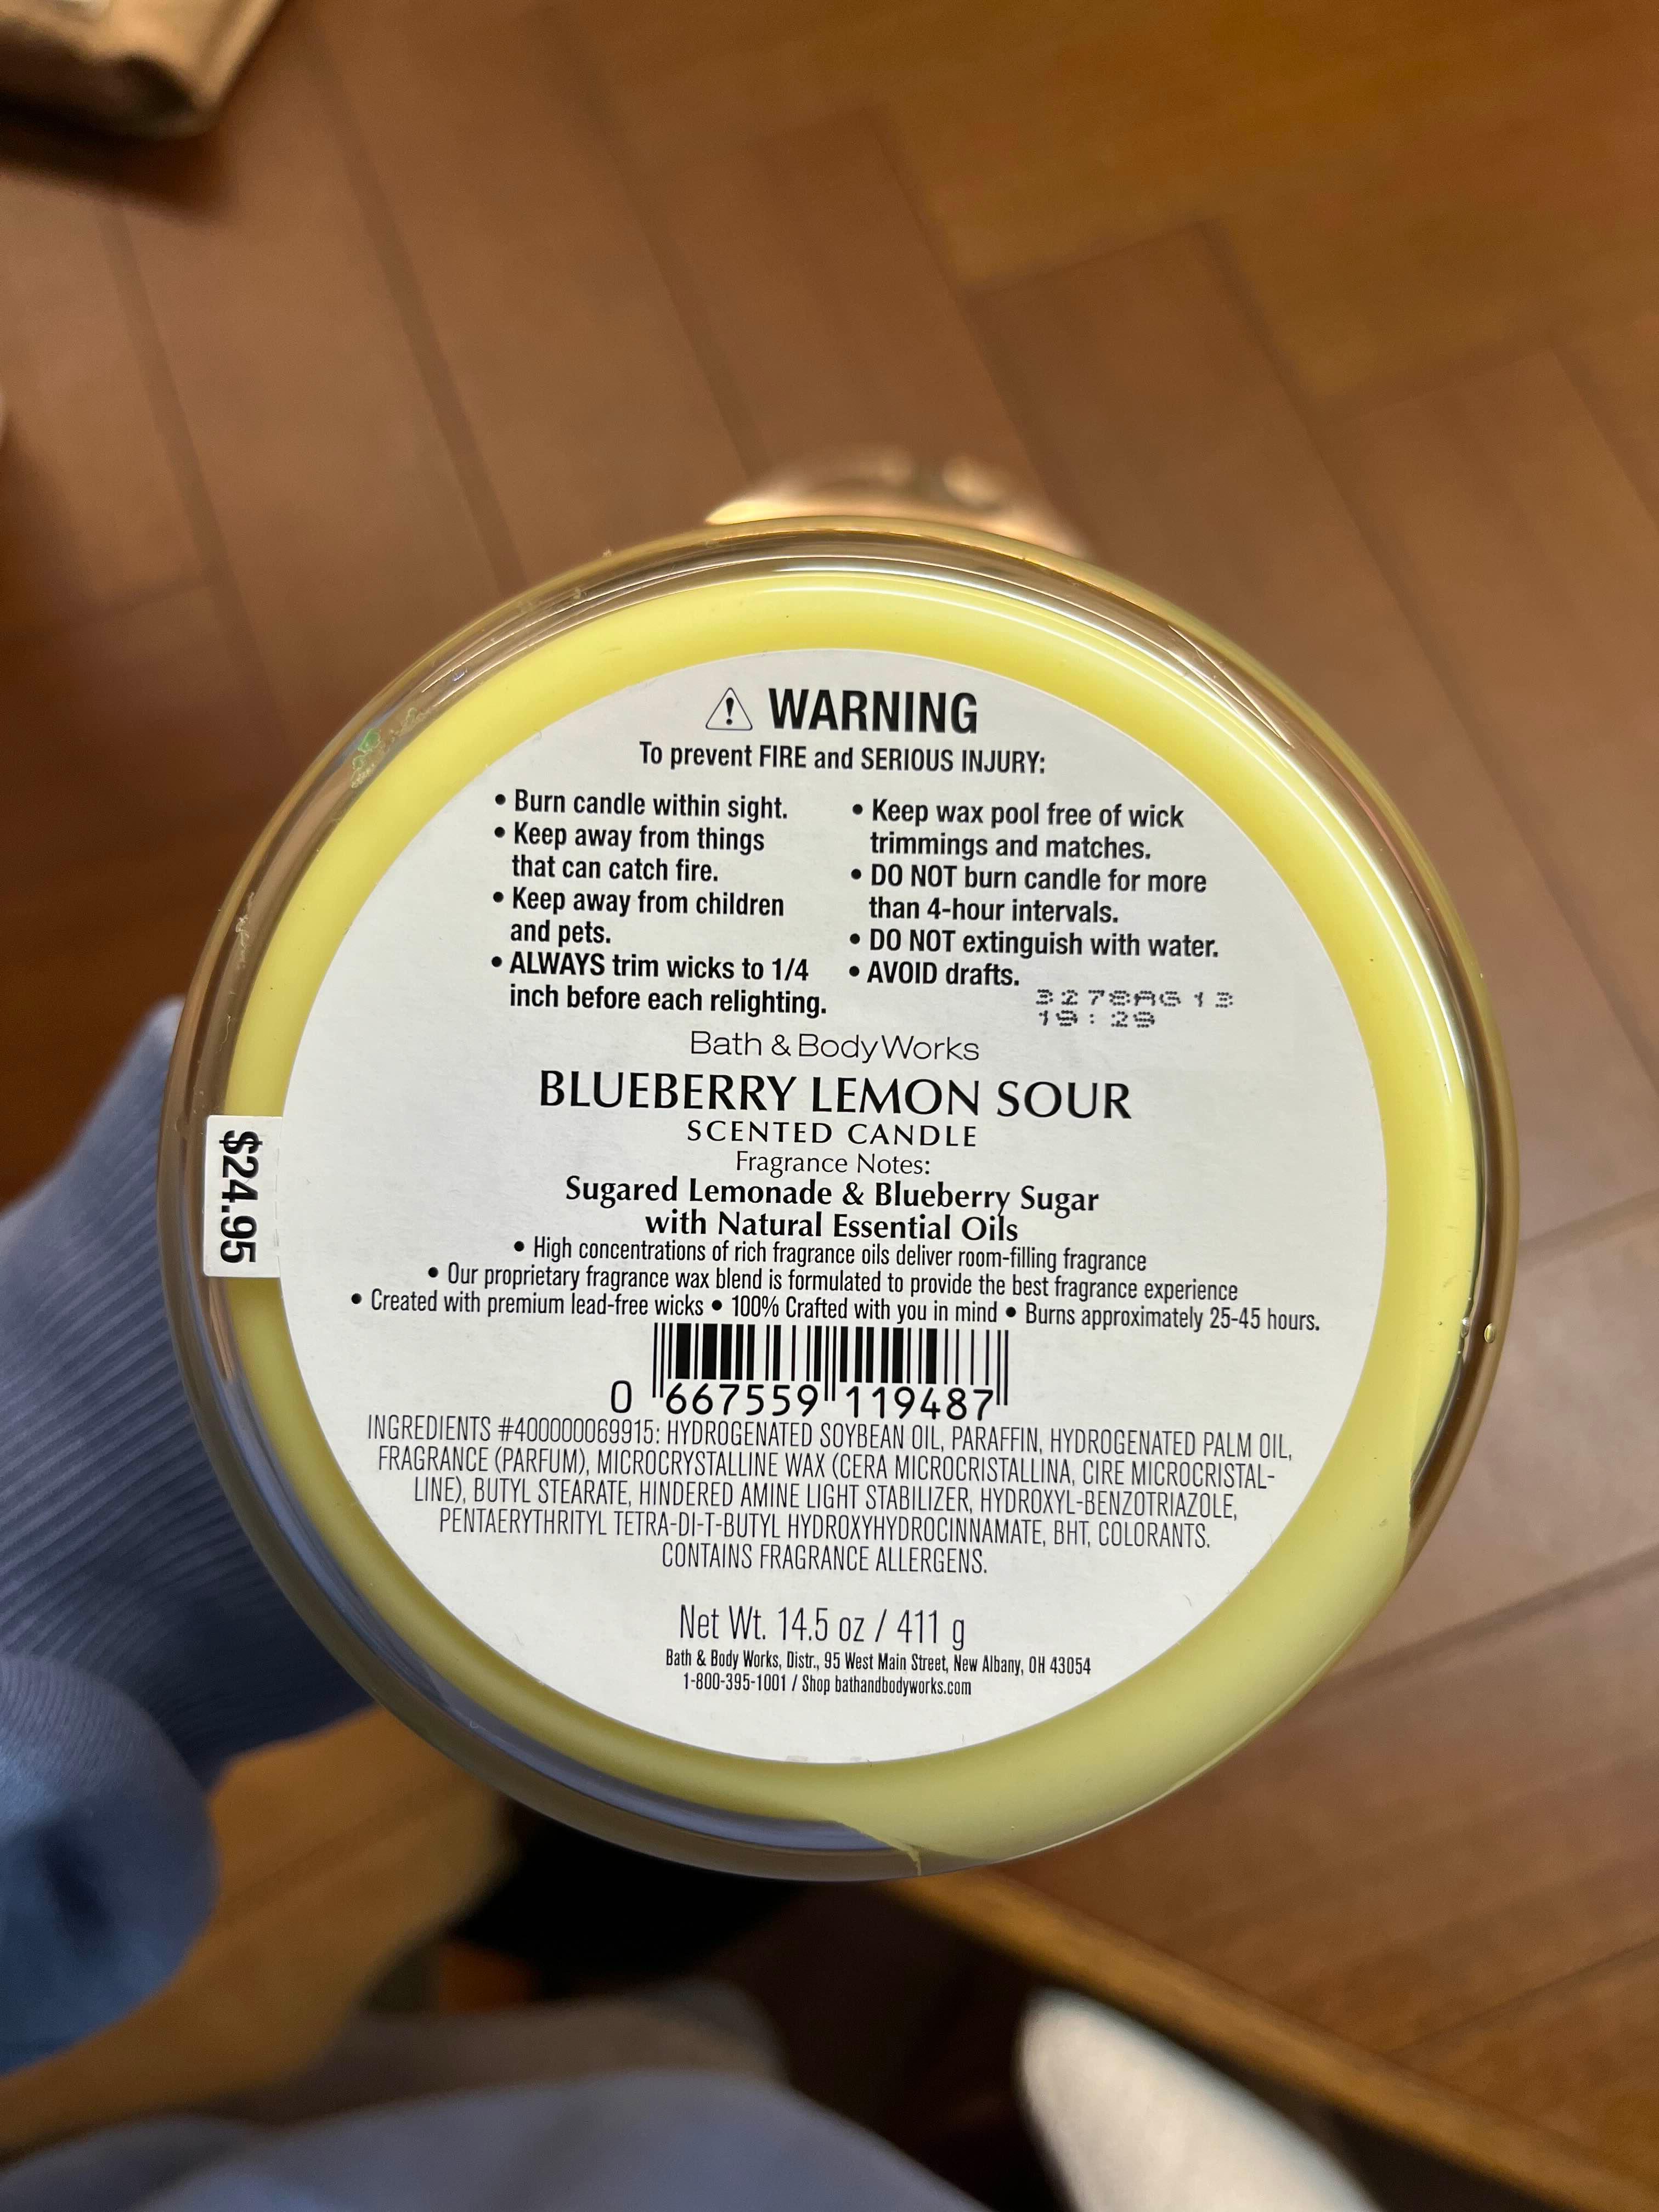 WARNING
To prevent FIRE and SERIOUS INJURY:
• Burn candle within sight.
• Keep away from things
that can catch fire.
• Keep away from children
and pets.
• ALWAYS trim wicks to 1/4
inch before each relighting.
• Keep wax pool free of wick
trimmings and matches.
• DO NOT burn candle for more
than 4-hour intervals.
• DO NOT extinguish with water.
• AVOID drafts.
3278AG13
19:29
Bath & Body Works
BLUEBERRY LEMON SOUR
SCENTED CANDLE
Fragrance Notes:
Sugared Lemonade & Blueberry Sugar
with Natural Essential Oils
• High concentrations of rich fragrance oils deliver room-filling fragrance
• Our proprietary fragrance wax blend is formulated to provide the best fragrance experience
• Created with premium lead-free wicks • 100% Crafted with you in mind • Burns approximately 25-45 hours.
$24.95
0 667559 119487
INGREDIENTS #400000069915: HYDROGENATED SOYBEAN OIL, PARAFFIN, HYDROGENATED PALM OIL,
FRAGRANCE (PARFUM), MICROCRYSTALLINE WAX (CERA MICROCRISTALLINA, CIRE MICROCRISTAL-
LINE), BUTYL STEARATE, HINDERED AMINE LIGHT STABILIZER, HYDROXYL-BENZOTRIAZOLE,
PENTAERYTHRITYL TETRA-DI-T-BUTYL HYDROXYHYDROCINNAMATE, BHT, COLORANTS.
CONTAINS FRAGRANCE ALLERGENS.
Net Wt. 14.5 oz / 411 g
Bath & Body Works, Distr., 95 West Main Street, New Albany, OH 43054
1-800-395-1001 / Shop bathandbodyworks.com